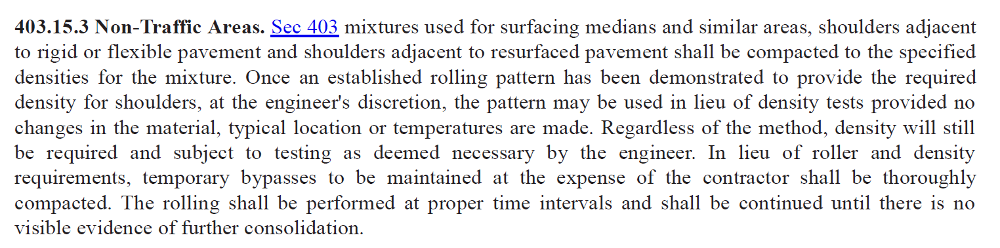 403.15.3 Non-Traffic Areas. Sec 403 mixtures used for surfacing medians and similar areas, shoulders adjacent
to rigid or flexible pavement and shoulders adjacent to resurfaced pavement shall be compacted to the specified
densities for the mixture. Once an established rolling pattern has been demonstrated to provide the required
density for shoulders, at the engineer's discretion, the pattern may be used in lieu of density tests provided no
changes in the material, typical location or temperatures are made. Regardless of the method, density will still
be required and subject to testing as deemed necessary by the engineer. In lieu of roller and density
requirements, temporary bypasses to be maintained at the expense of the contractor shall be thoroughly
compacted. The rolling shall be performed at proper time intervals and shall be continued until there is no
visible evidence of further consolidation.